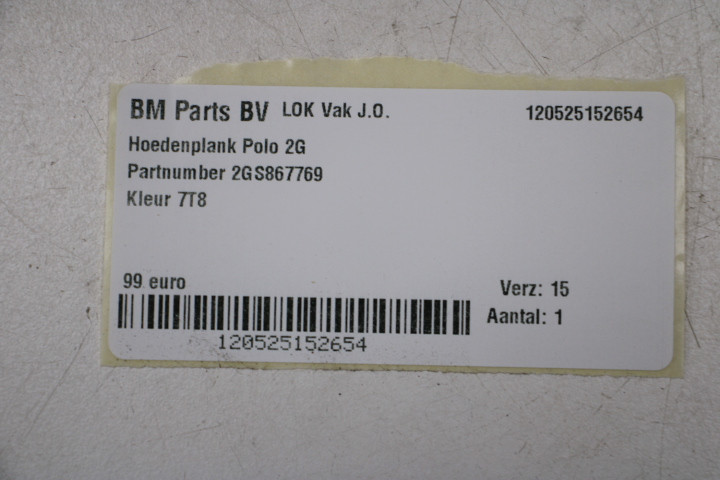 BM Parts BV LOK Vak J.O. 120525152654
Hoedenplank Polo 2G
Partnumber 2GS867769
Kleur 7T8
99 euro Verz: 15
Aantal: 1
120525152654